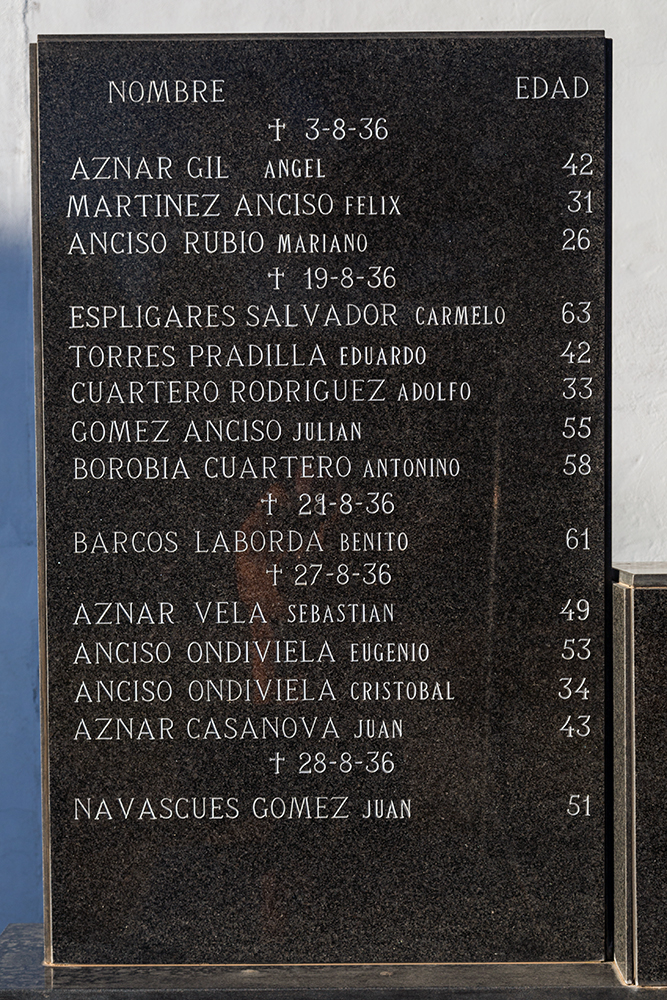 NOMBRE EDAD
✝ 3-8-36
AZNAR GIL ANGEL 42
MARTINEZ ANCISO FELIX 31
ANCISO RUBIO MARIANO 26
✝ 19-8-36
ESPLIGARES SALVADOR CARMELO 63
TORRES PRADILLA EDUARDO 42
CUARTERO RODRIGUEZ ADOLFO 33
GOMEZ ANCISO JULIAN 55
BOROBIA CUARTERO ANTONINO 58
✝ 21-8-36
BARCOS LABORDA BENITO 61
✝ 27-8-36
AZNAR VELA SEBASTIAN 49
ANCISO ONDIVIELA EUGENIO 53
ANCISO ONDIVIELA CRISTOBAL 34
AZNAR CASANOVA JUAN 43
✝ 28-8-36
NAVASCUES GOMEZ JUAN 51